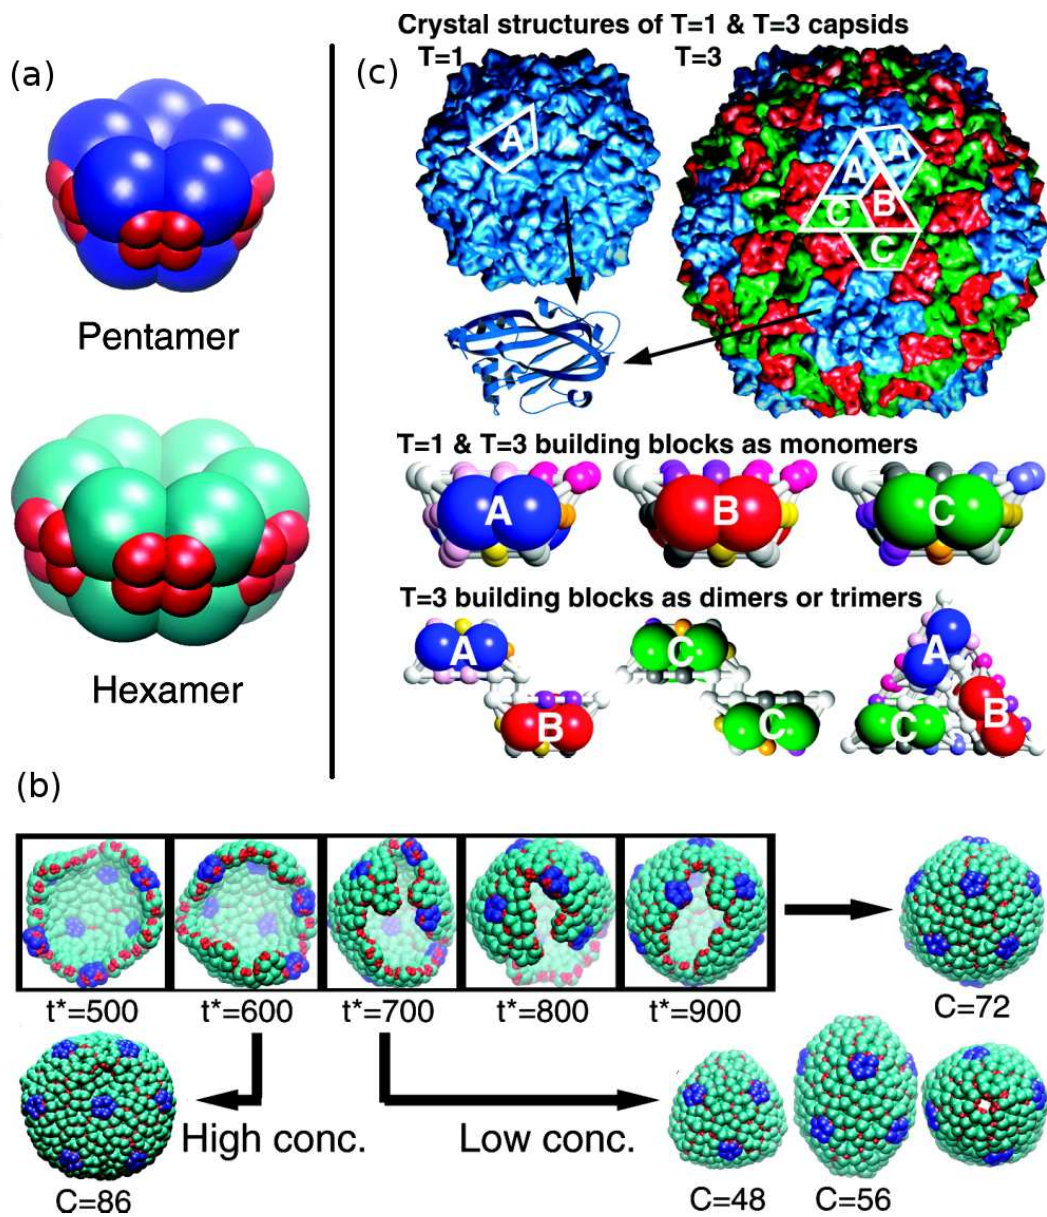 (a)
Pentamer
Hexamer
(c)
Crystal structures of T=1 & T=3 capsids
T=1
T=3
A
A
A
B
C
C
T=1 & T=3 building blocks as monomers
A
B
C
T=3 building blocks as dimers or trimers
A
B
C
C
A
B
C
(b)
t*=500
t*=600
t*=700
t*=800
t*=900
C=72
High conc.
Low conc.
C=86
C=48
C=56